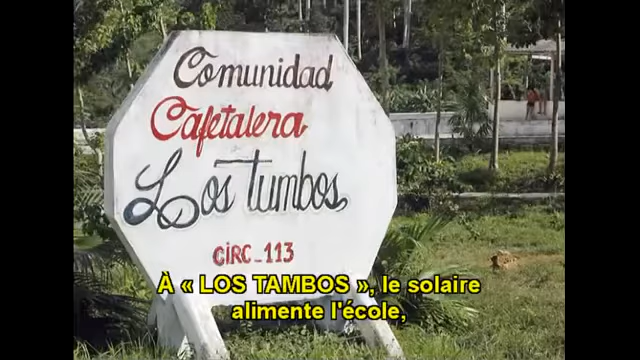 Comunidad
Cafetalera
Los tumbos
CiRC_113
À « LOS TAMBOS », le solaire
alimente l'école,